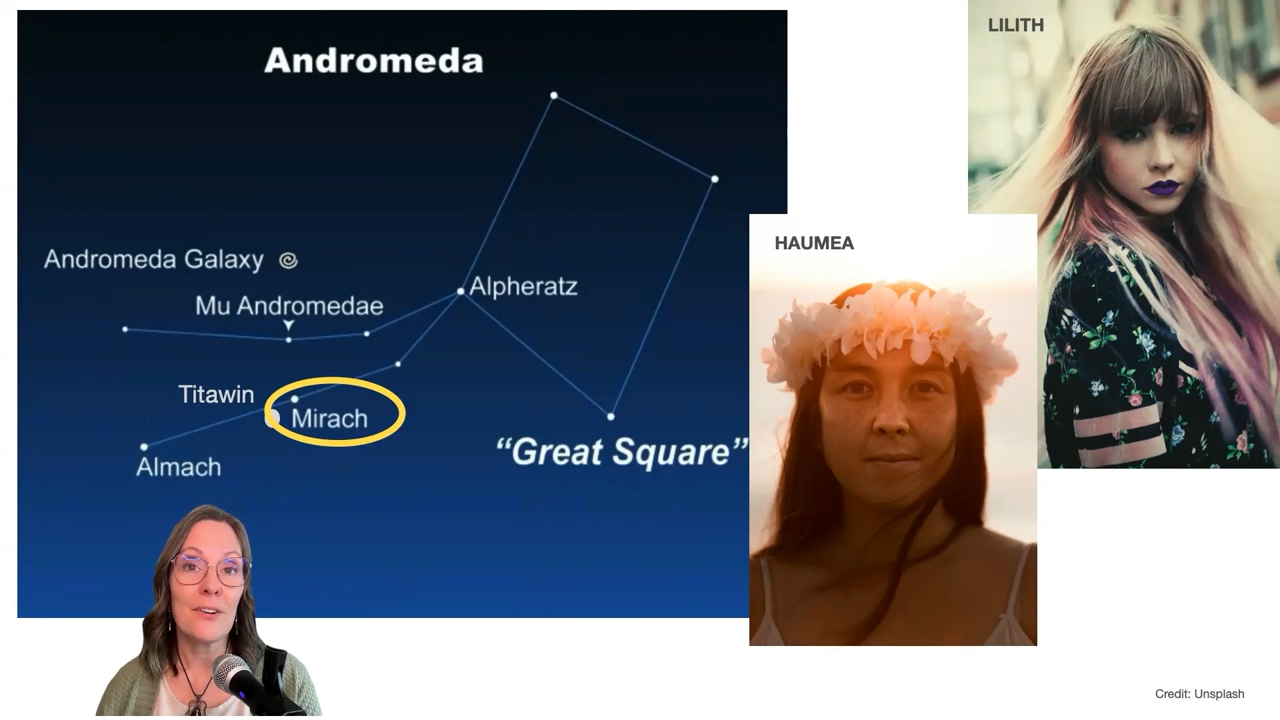 Andromeda
Andromeda Galaxy
Mu Andromedae
Alpheratz
Titawin
Mirach
Almach
“Great Square”
LILITH
HAUMEA
Credit: Unsplash